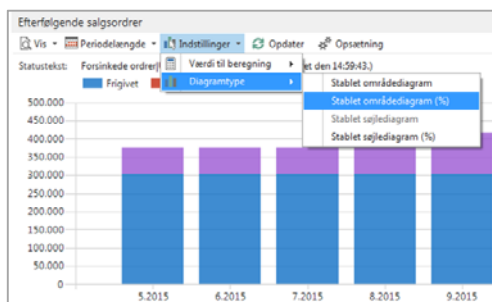 Efterfølgende salgsordrer
Vis Periodelængde Indstillinger Opdater Opsætning
Statustekst: Forsinkede ordrer den 14:59:43.)
Værdi til beregning
Diagramtype
Stablet områdediagram
Stablet områdediagram (%)
Stablet søjlediagram
Stablet søjlediagram (%)
Frigivet
500.000
450.000
400.000
350.000
300.000
250.000
200.000
150.000
100.000
50.000
0
5.2015 6.2015 7.2015 8.2015 9.2015